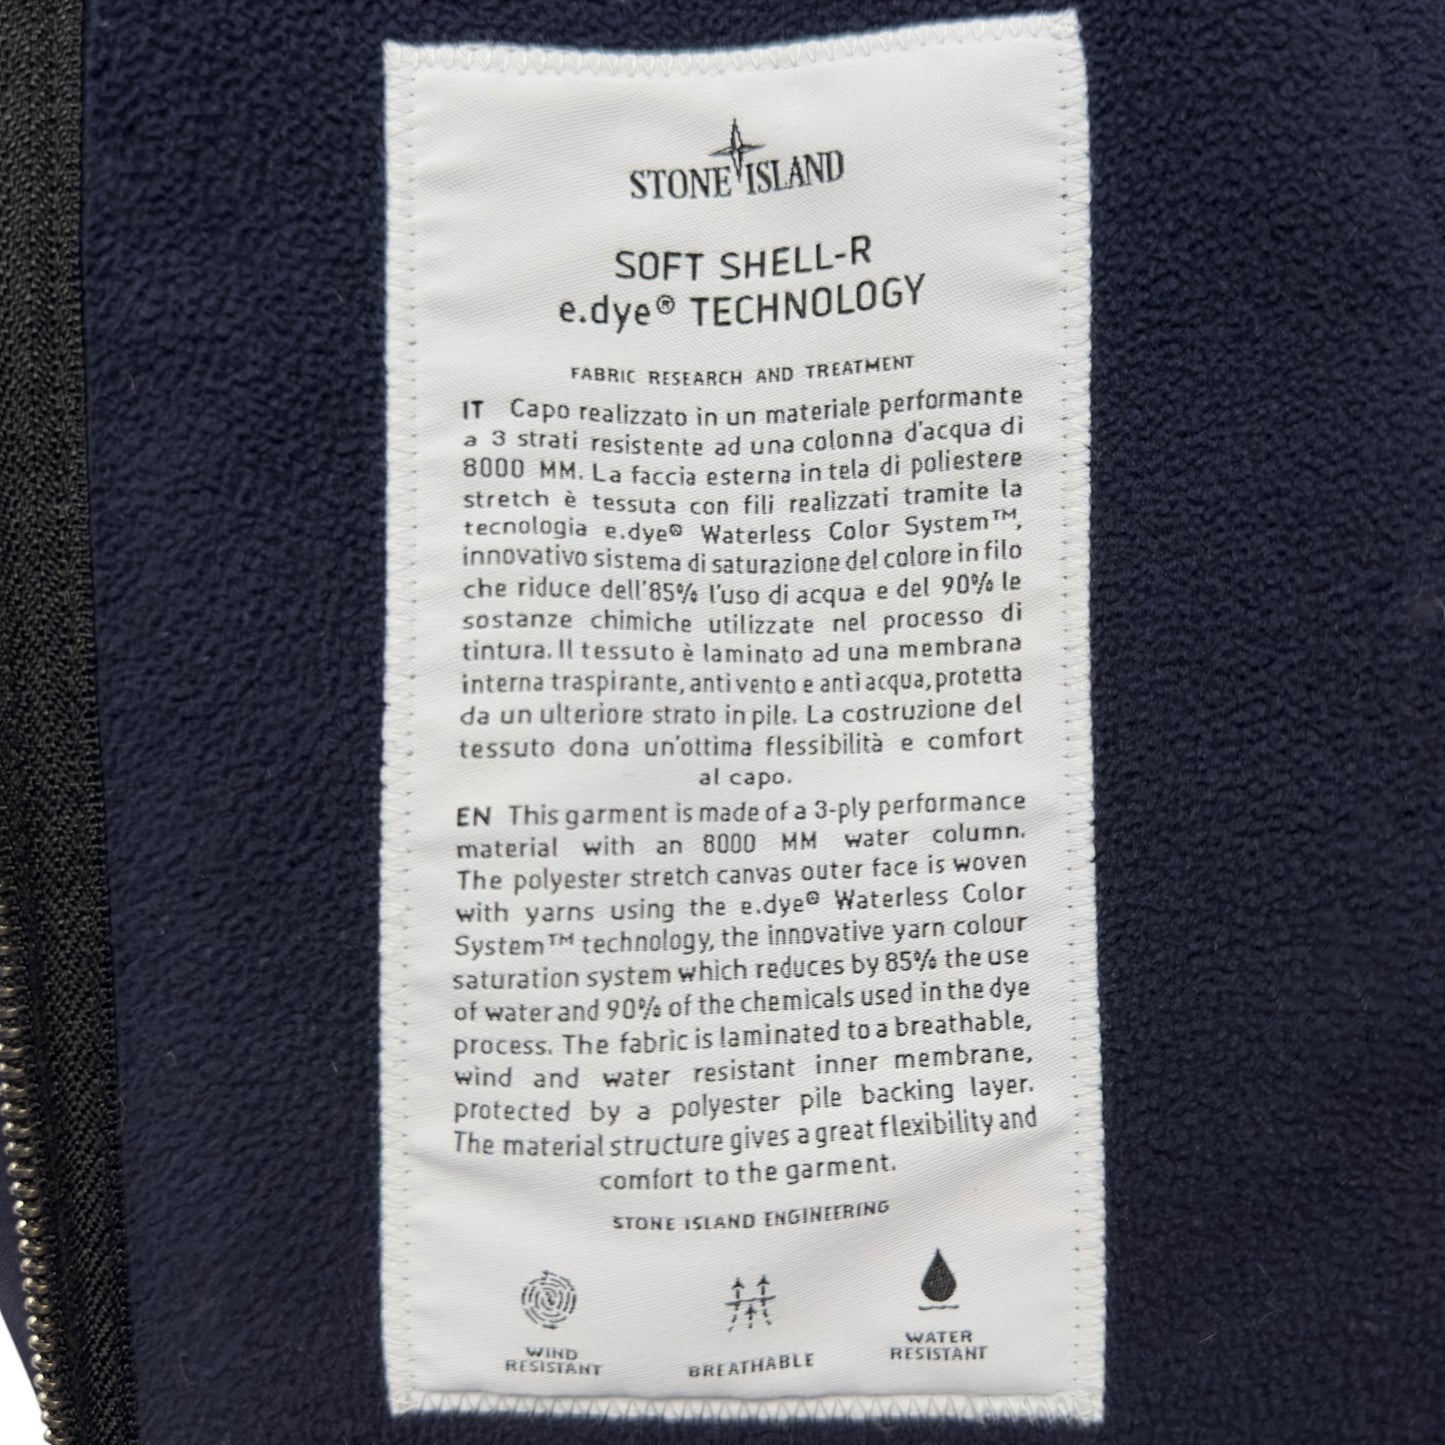 STONE ISLAND
SOFT SHELL-R
e.dye® TECHNOLOGY
FABRIC RESEARCH AND TREATMENT
IT Capo realizzato in un materiale performante
a 3 strati resistente ad una colonna d'acqua di
8000 MM. La faccia esterna in tela di poliestere
stretch è tessuta con fili realizzati tramite la
tecnologia e.dye® Waterless Color System™,
innovativo sistema di saturazione del colore in filo
che riduce dell'85% l'uso di acqua e del 90% le
sostanze chimiche utilizzate nel processo di
tintura. Il tessuto è laminato ad una membrana
interna traspirante, anti vento e anti acqua, protetta
da un ulteriore strato in pile. La costruzione del
tessuto dona un'ottima flessibilità e comfort
al capo.
EN This garment is made of a 3-ply performance
material with an 8000 MM water column.
The polyester stretch canvas outer face is woven
with yarns using the e.dye® Waterless Color
System™ technology, the innovative yarn colour
saturation system which reduces by 85% the use
of water and 90% of the chemicals used in the dye
process. The fabric is laminated to a breathable,
wind and water resistant inner membrane,
protected by a polyester pile backing layer.
The material structure gives a great flexibility and
comfort to the garment.
STONE ISLAND ENGINEERING
WIND
RESISTANT
BREATHABLE
WATER
RESISTANT